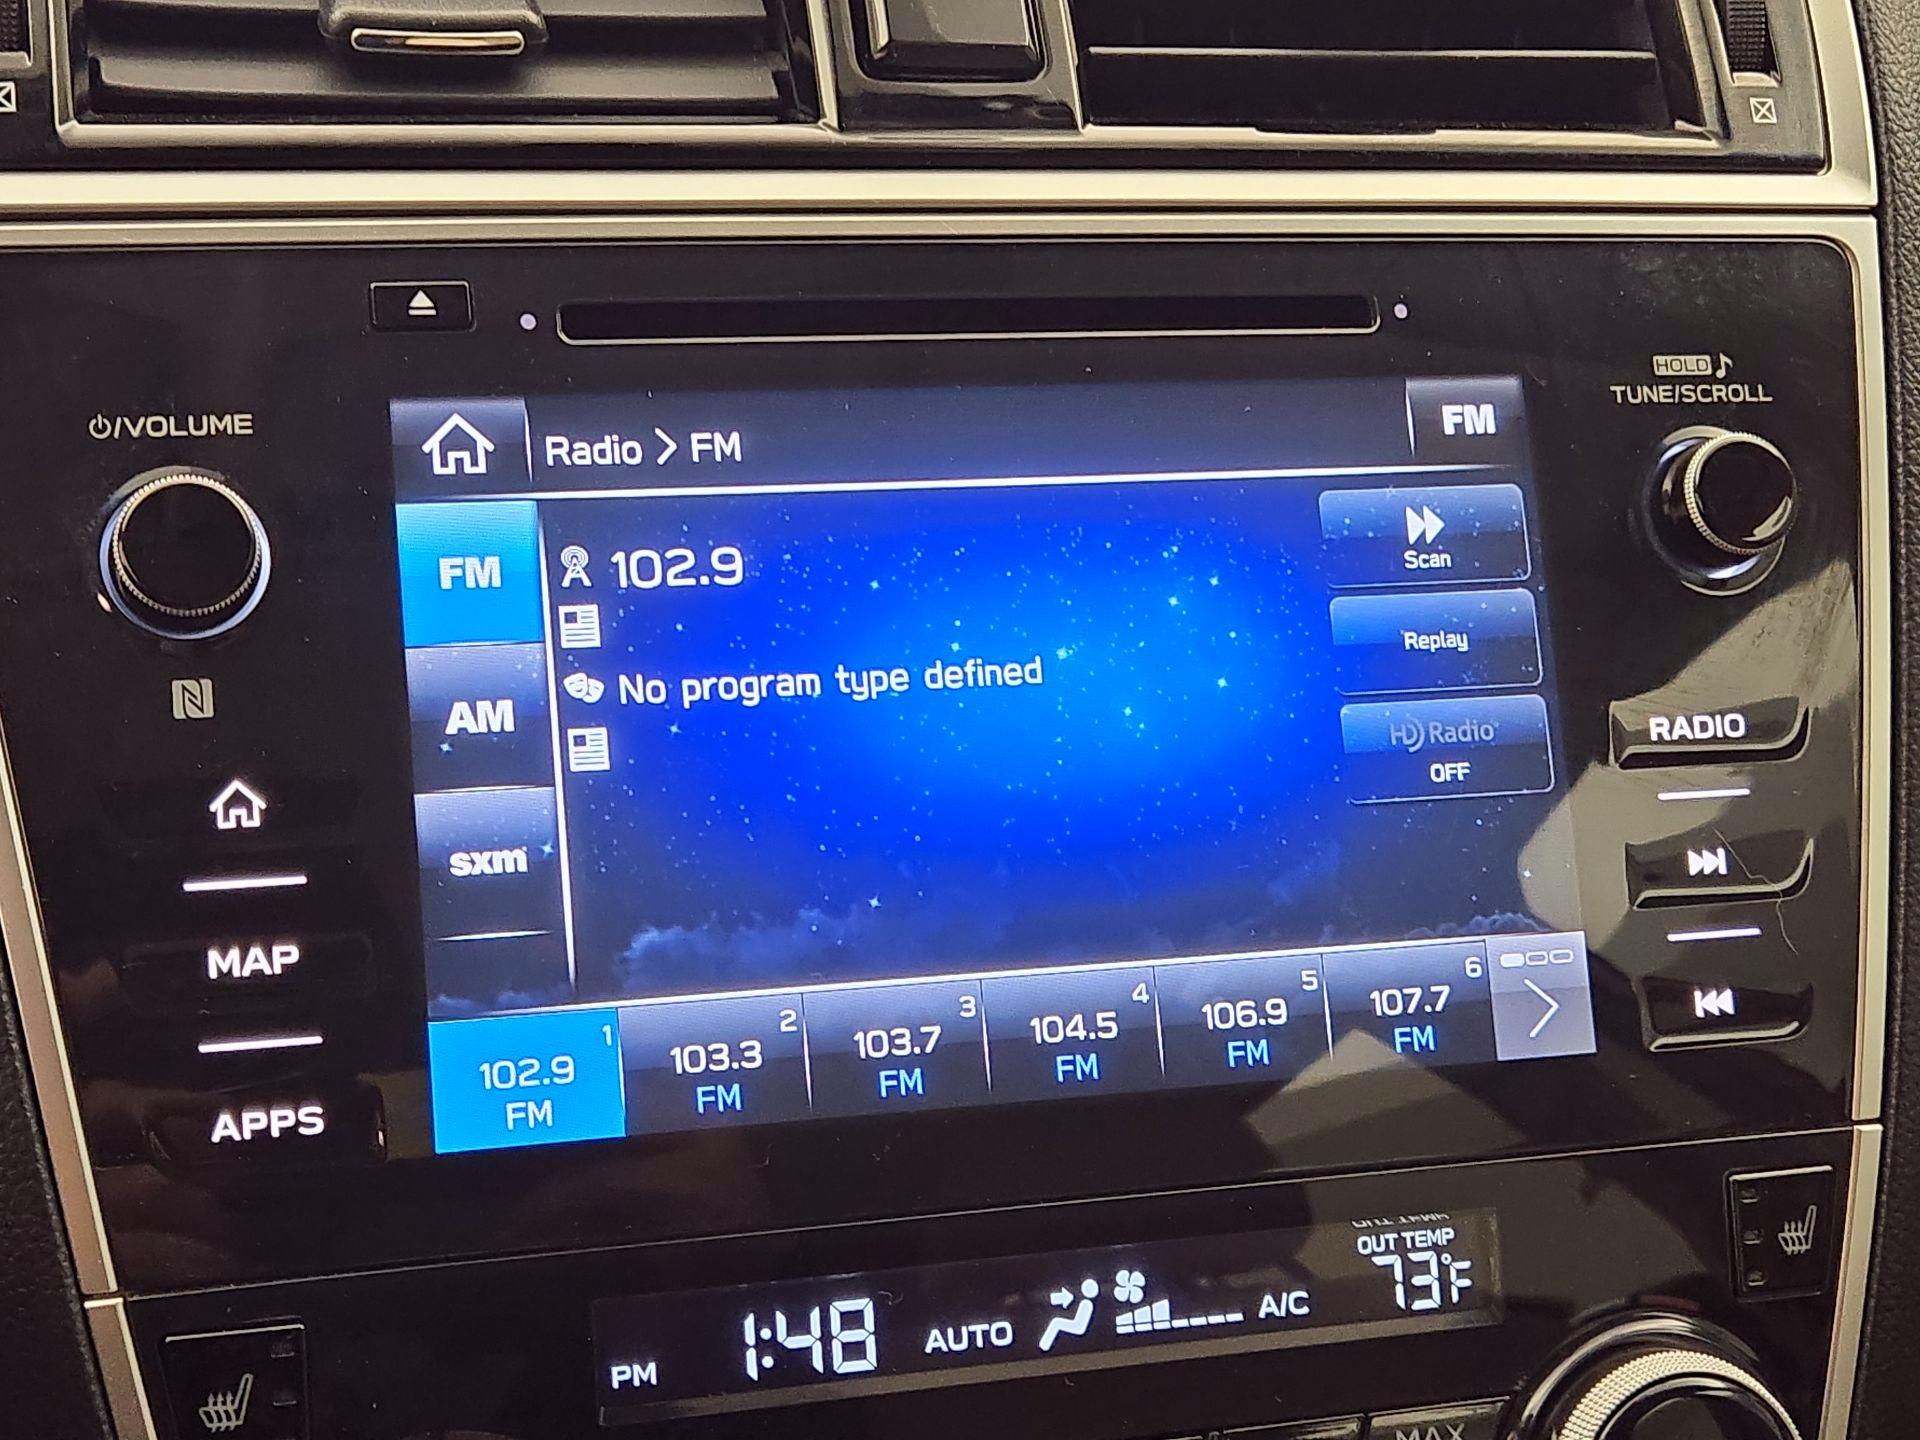 HOLD
⏻/VOLUME
TUNE/SCROLL
Radio > FM
FM
FM
102.9
Scan
Replay
No program type defined
AM
HD Radio
OFF
RADIO
sxm
MAP
APPS
1
102.9
FM
2
103.3
FM
3
103.7
FM
4
104.5
FM
5
106.9
FM
6
107.7
FM
OUT TEMP
73°F
PM 1:48 AUTO A/C
MAX